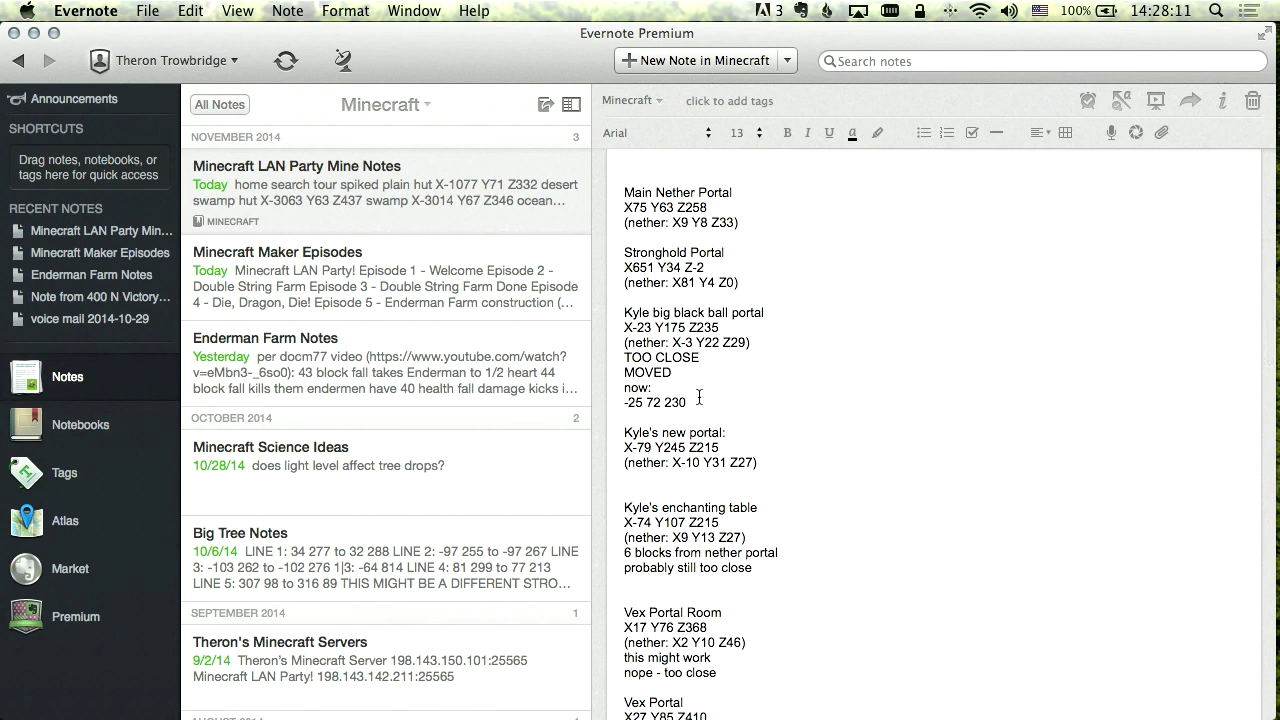 Evernote File Edit View Note Format Window Help
3
100%
14:28:11
Evernote Premium
Theron Trowbridge
New Note in Minecraft
Search notes
Announcements
SHORTCUTS
Drag notes, notebooks, or
tags here for quick access
RECENT NOTES
Minecraft LAN Party Min...
Minecraft Maker Episodes
Enderman Farm Notes
Note from 400 N Victory...
voice mail 2014-10-29
Notes
Notebooks
Tags
Atlas
Market
Premium
All Notes
Minecraft
NOVEMBER 2014 3
Minecraft LAN Party Mine Notes
Today home search tour spiked plain hut X-1077 Y71 Z332 desert
swamp hut X-3063 Y63 Z437 swamp X-3014 Y67 Z346 ocean...
MINECRAFT
Minecraft Maker Episodes
Today Minecraft LAN Party! Episode 1 - Welcome Episode 2 -
Double String Farm Episode 3 - Double String Farm Done Episode
4 - Die, Dragon, Die! Episode 5 - Enderman Farm construction (...
Enderman Farm Notes
Yesterday per docm77 video (https://www.youtube.com/watch?
v=eMbn3-_6so0): 43 block fall takes Enderman to 1/2 heart 44
block fall kills them endermen have 40 health fall damage kicks i...
OCTOBER 2014 2
Minecraft Science Ideas
10/28/14 does light level affect tree drops?
Big Tree Notes
10/6/14 LINE 1: 34 277 to 32 288 LINE 2: -97 255 to -97 267 LINE
3: -103 262 to -102 276 1|3: -64 814 LINE 4: 81 299 to 77 213
LINE 5: 307 98 to 316 89 THIS MIGHT BE A DIFFERENT STRO...
SEPTEMBER 2014 1
Theron's Minecraft Servers
9/2/14 Theron's Minecraft Server 198.143.150.101:25565
Minecraft LAN Party! 198.143.142.211:25565
Minecraft
click to add tags
Arial
13
B I U a
Main Nether Portal
X75 Y63 Z258
(nether: X9 Y8 Z33)
Stronghold Portal
X651 Y34 Z-2
(nether: X81 Y4 Z0)
Kyle big black ball portal
X-23 Y175 Z235
(nether: X-3 Y22 Z29)
TOO CLOSE
MOVED
now:
-25 72 230
Kyle's new portal:
X-79 Y245 Z215
(nether: X-10 Y31 Z27)
Kyle's enchanting table
X-74 Y107 Z215
(nether: X9 Y13 Z27)
6 blocks from nether portal
probably still too close
Vex Portal Room
X17 Y76 Z368
(nether: X2 Y10 Z46)
this might work
nope - too close
Vex Portal
X27 Y85 Z410